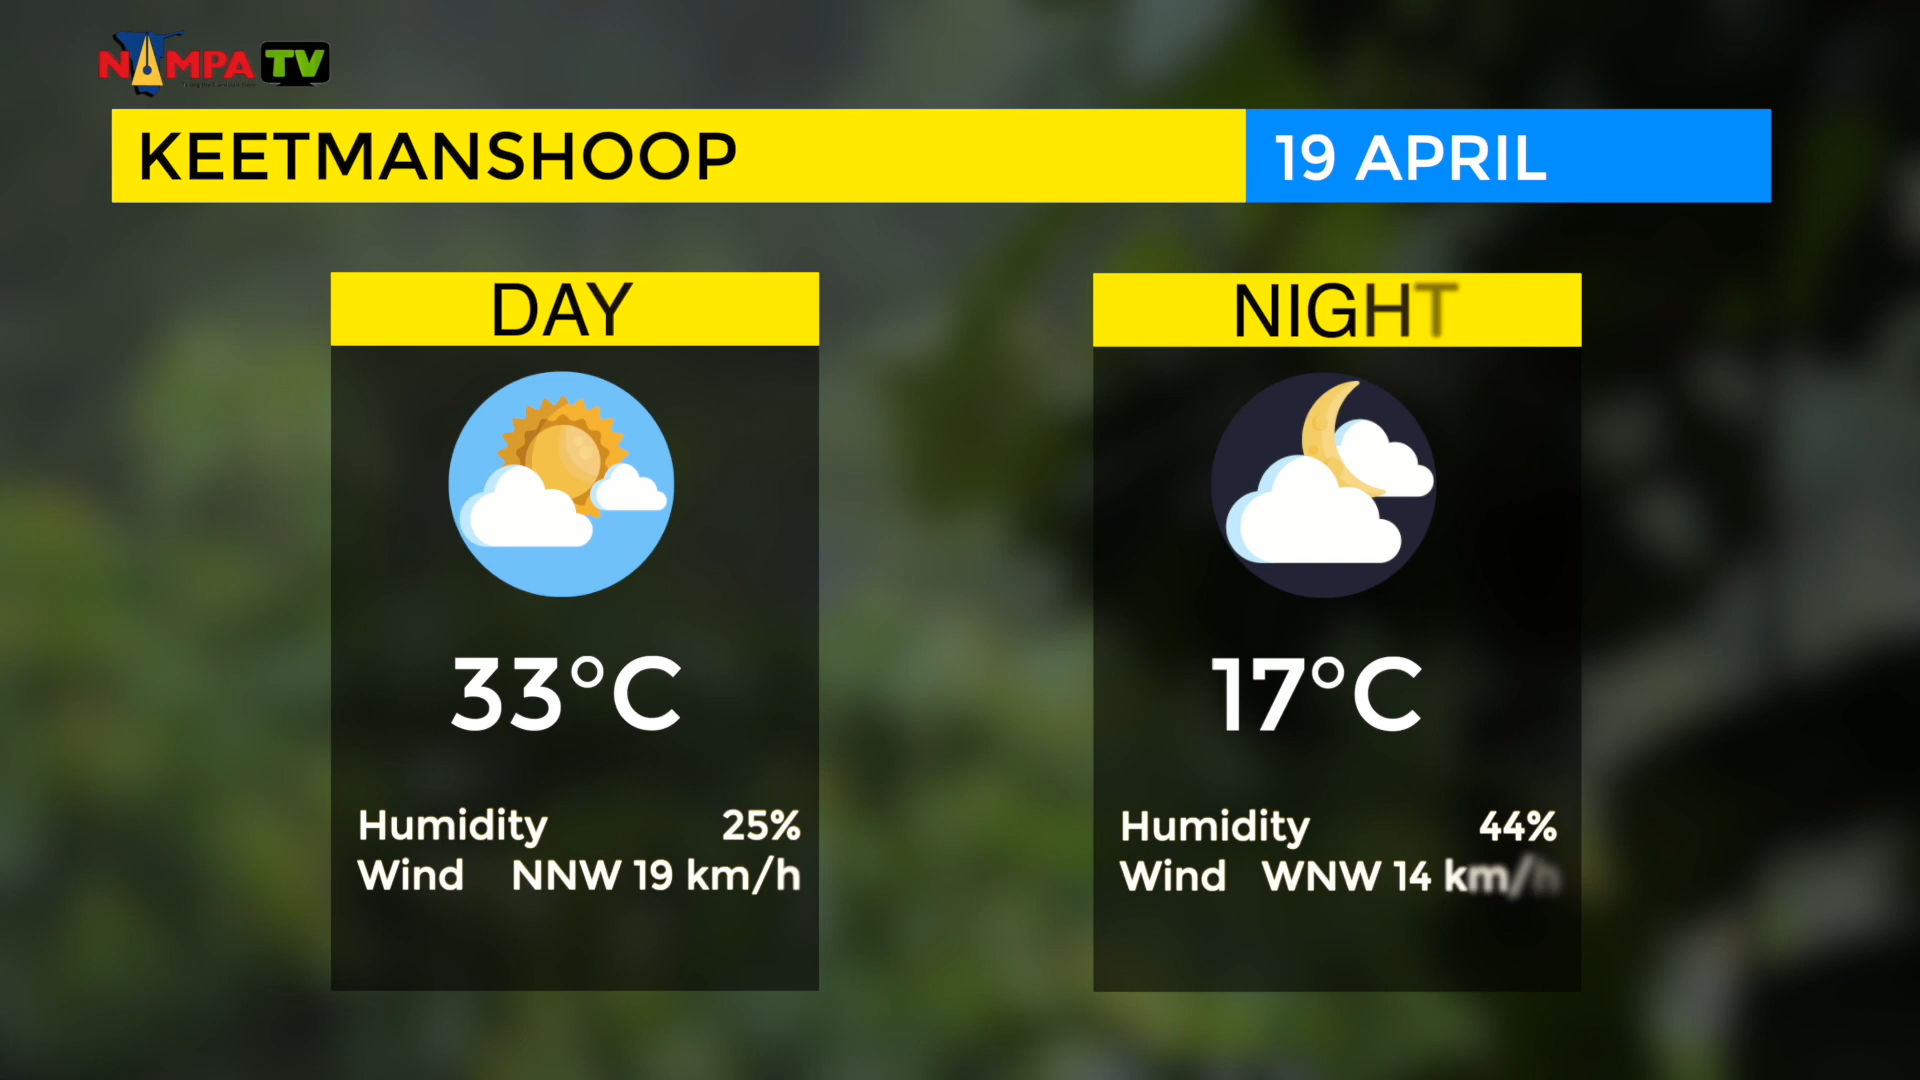 NAMPA TV
KEETMANSHOOP
19 APRIL
DAY
33°C
Humidity 25%
Wind NNW 19 km/h
NIGHT
17°C
Humidity 44%
Wind WNW 14 km/h